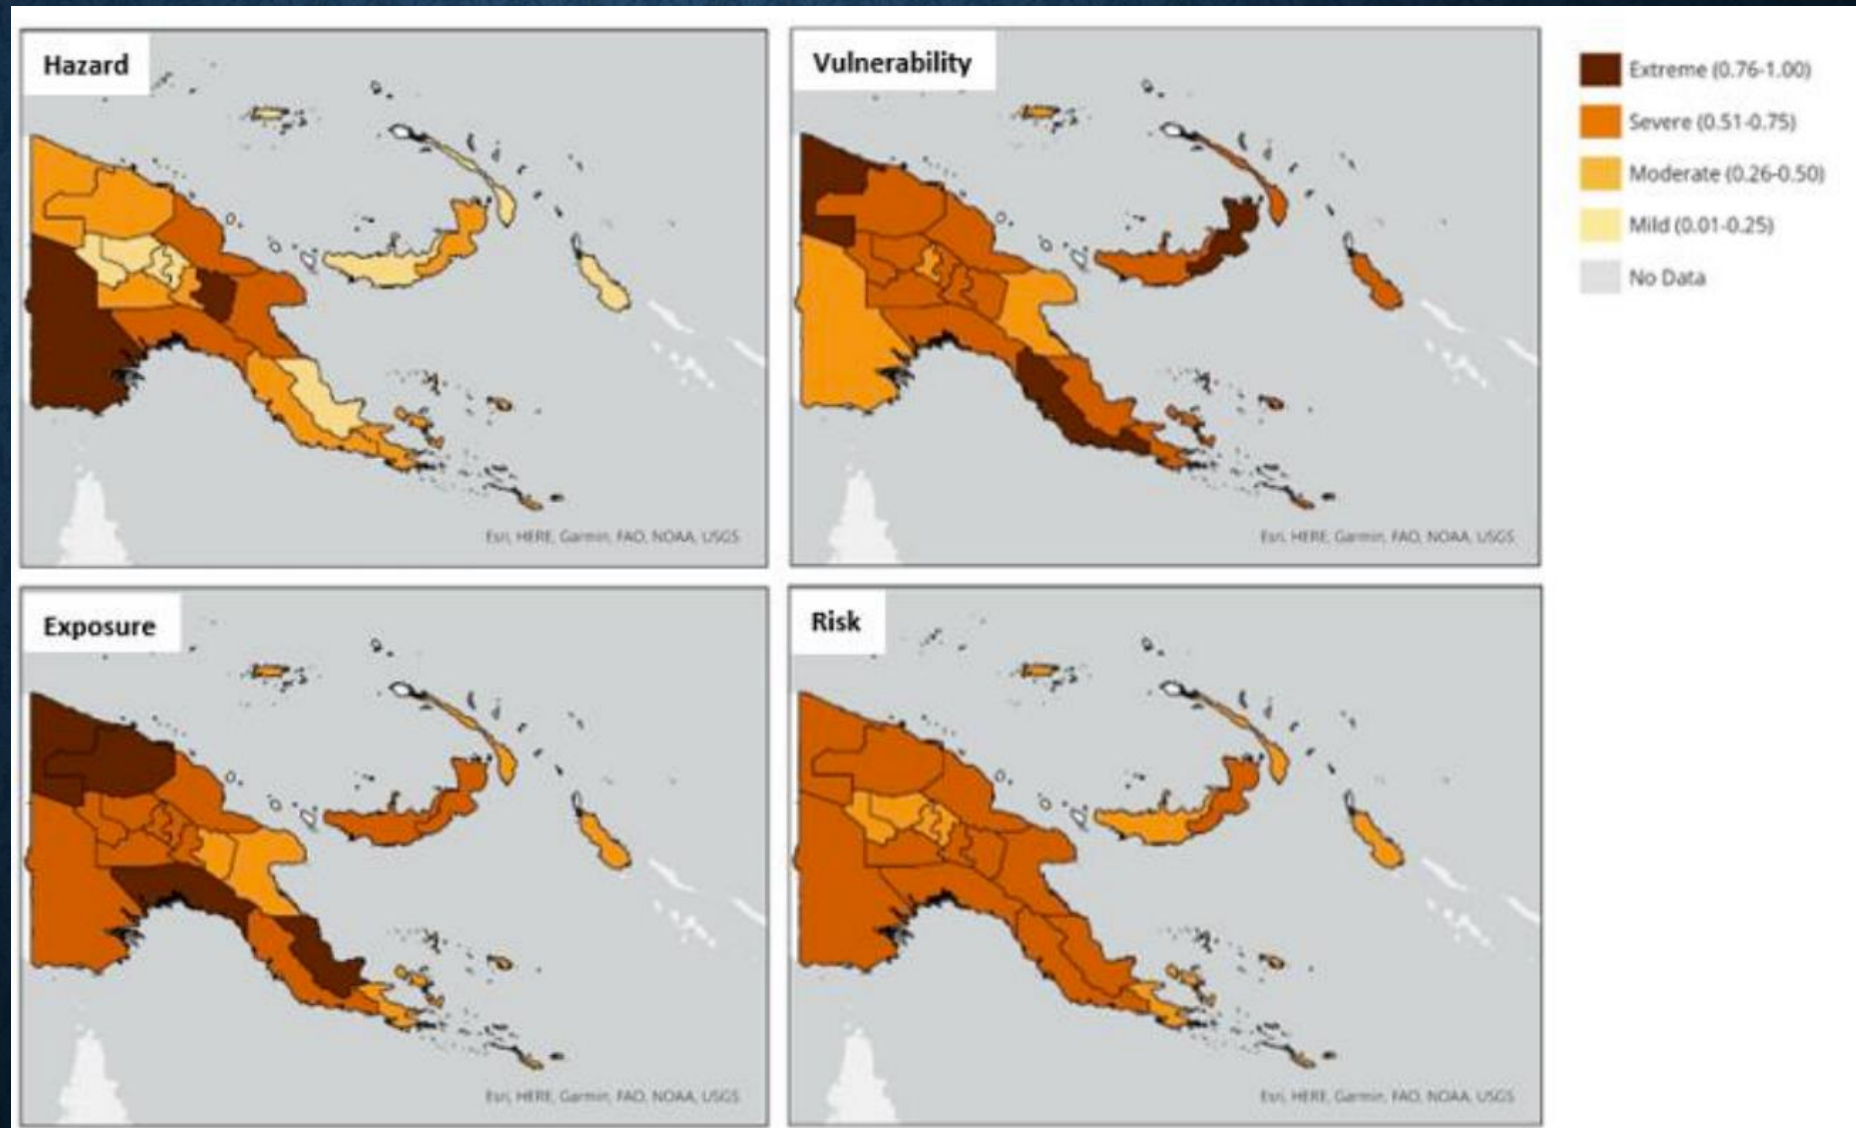 Hazard
Vulnerability
Extreme (0.76-1.00)
Severe (0.51-0.75)
Moderate (0.26-0.50)
Mild (0.01-0.25)
No Data
Esri, HERE, Garmin, FAO, NOAA, USGS
Esri, HERE, Garmin, FAO, NOAA, USGS
Exposure
Risk
Esri, HERE, Garmin, FAO, NOAA, USGS
Esri, HERE, Garmin, FAO, NOAA, USGS